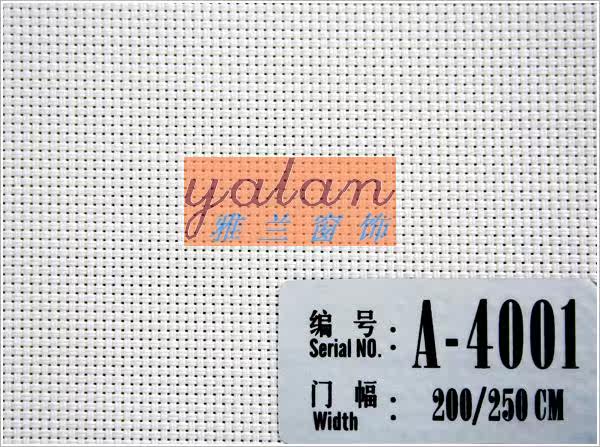 yalan
雅兰窗饰
编号: A-4001
Serial NO.
门幅: 200/250 CM
Width